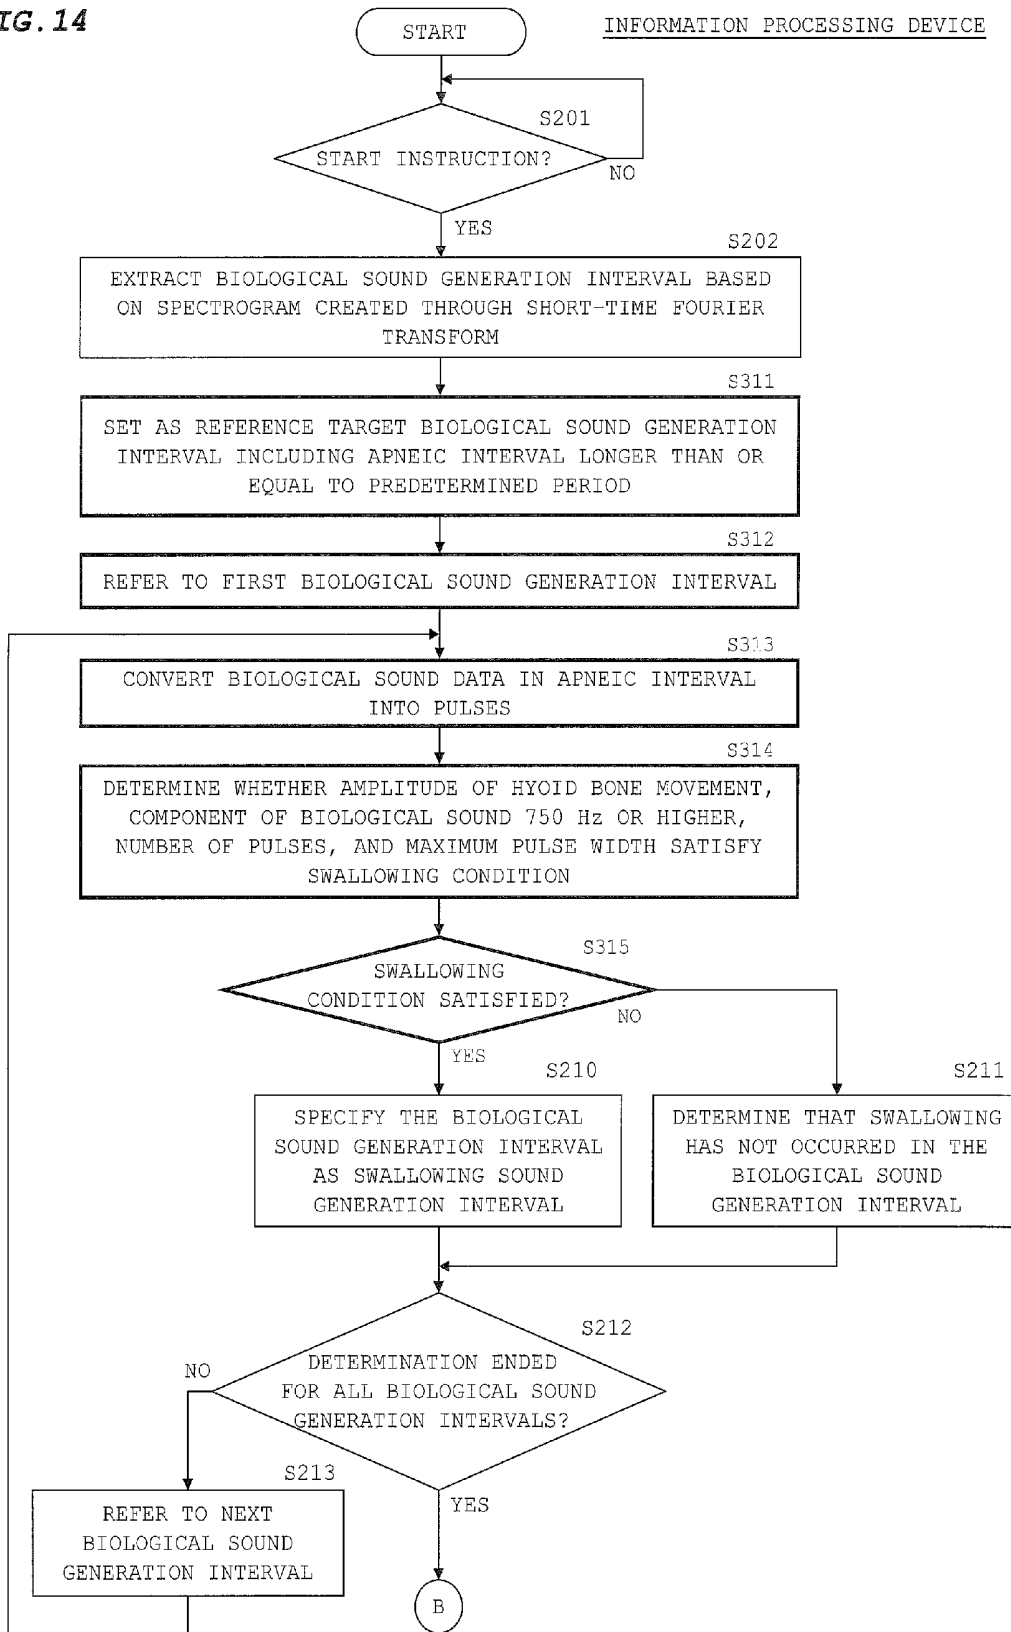 IG. 14
INFORMATION PROCESSING DEVICE
START
S201
START INSTRUCTION?
NO
YES
S202
EXTRACT BIOLOGICAL SOUND GENERATION INTERVAL BASED
ON SPECTROGRAM CREATED THROUGH SHORT-TIME FOURIER
TRANSFORM
S311
SET AS REFERENCE TARGET BIOLOGICAL SOUND GENERATION
INTERVAL INCLUDING APNEIC INTERVAL LONGER THAN OR
EQUAL TO PREDETERMINED PERIOD
S312
REFER TO FIRST BIOLOGICAL SOUND GENERATION INTERVAL
S313
CONVERT BIOLOGICAL SOUND DATA IN APNEIC INTERVAL
INTO PULSES
S314
DETERMINE WHETHER AMPLITUDE OF HYOID BONE MOVEMENT,
COMPONENT OF BIOLOGICAL SOUND 750 Hz OR HIGHER,
NUMBER OF PULSES, AND MAXIMUM PULSE WIDTH SATISFY
SWALLOWING CONDITION
S315
SWALLOWING
CONDITION SATISFIED?
NO
YES
S210
SPECIFY THE BIOLOGICAL
SOUND GENERATION INTERVAL
AS SWALLOWING SOUND
GENERATION INTERVAL
S211
DETERMINE THAT SWALLOWING
HAS NOT OCCURRED IN THE
BIOLOGICAL SOUND
GENERATION INTERVAL
S212
DETERMINATION ENDED
FOR ALL BIOLOGICAL SOUND
GENERATION INTERVALS?
NO
YES
S213
REFER TO NEXT
BIOLOGICAL SOUND
GENERATION INTERVAL
B